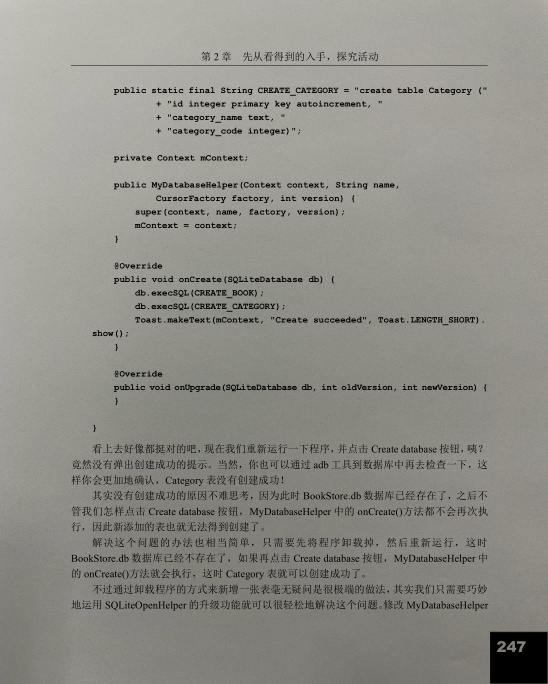 第 2 章 先从看得到的入手，探究活动
public static final String CREATE_CATEGORY = "create table Category ("
+ "id integer primary key autoincrement, "
+ "category_name text, "
+ "category_code integer)";
private Context mContext;
public MyDatabaseHelper(Context context, String name,
CursorFactory factory, int version) {
super(context, name, factory, version);
mContext = context;
}
@Override
public void onCreate(SQLiteDatabase db) {
db.execSQL(CREATE_BOOK);
db.execSQL(CREATE_CATEGORY);
Toast.makeText(mContext, "Create succeeded", Toast.LENGTH_SHORT).
show();
}
@Override
public void onUpgrade(SQLiteDatabase db, int oldVersion, int newVersion) {
}
}
看上去好像都挺对的吧，现在我们重新运行一下程序，并点击 Create database 按钮，咦？
竟然没有弹出创建成功的提示。当然，你也可以通过 adb 工具到数据库中再去检查一下，这
样你会更加地确认，Category 表没有创建成功！
其实没有创建成功的原因不难思考，因为此时 BookStore.db 数据库已经存在了，之后不
管我们怎样点击 Create database 按钮，MyDatabaseHelper 中的 onCreate()方法都不会再次执
行，因此新添加的表也就无法得到创建了。
解决这个问题的办法也相当简单，只需要先将程序卸载掉，然后重新运行，这时
BookStore.db 数据库已经不存在了，如果再点击 Create database 按钮，MyDatabaseHelper 中
的 onCreate()方法就会执行，这时 Category 表就可以创建成功了。
不过通过卸载程序的方式来新增一张表毫无疑问是很极端的做法，其实我们只需要巧妙
地运用 SQLiteOpenHelper 的升级功能就可以很轻松地解决这个问题。修改 MyDatabaseHelper
247